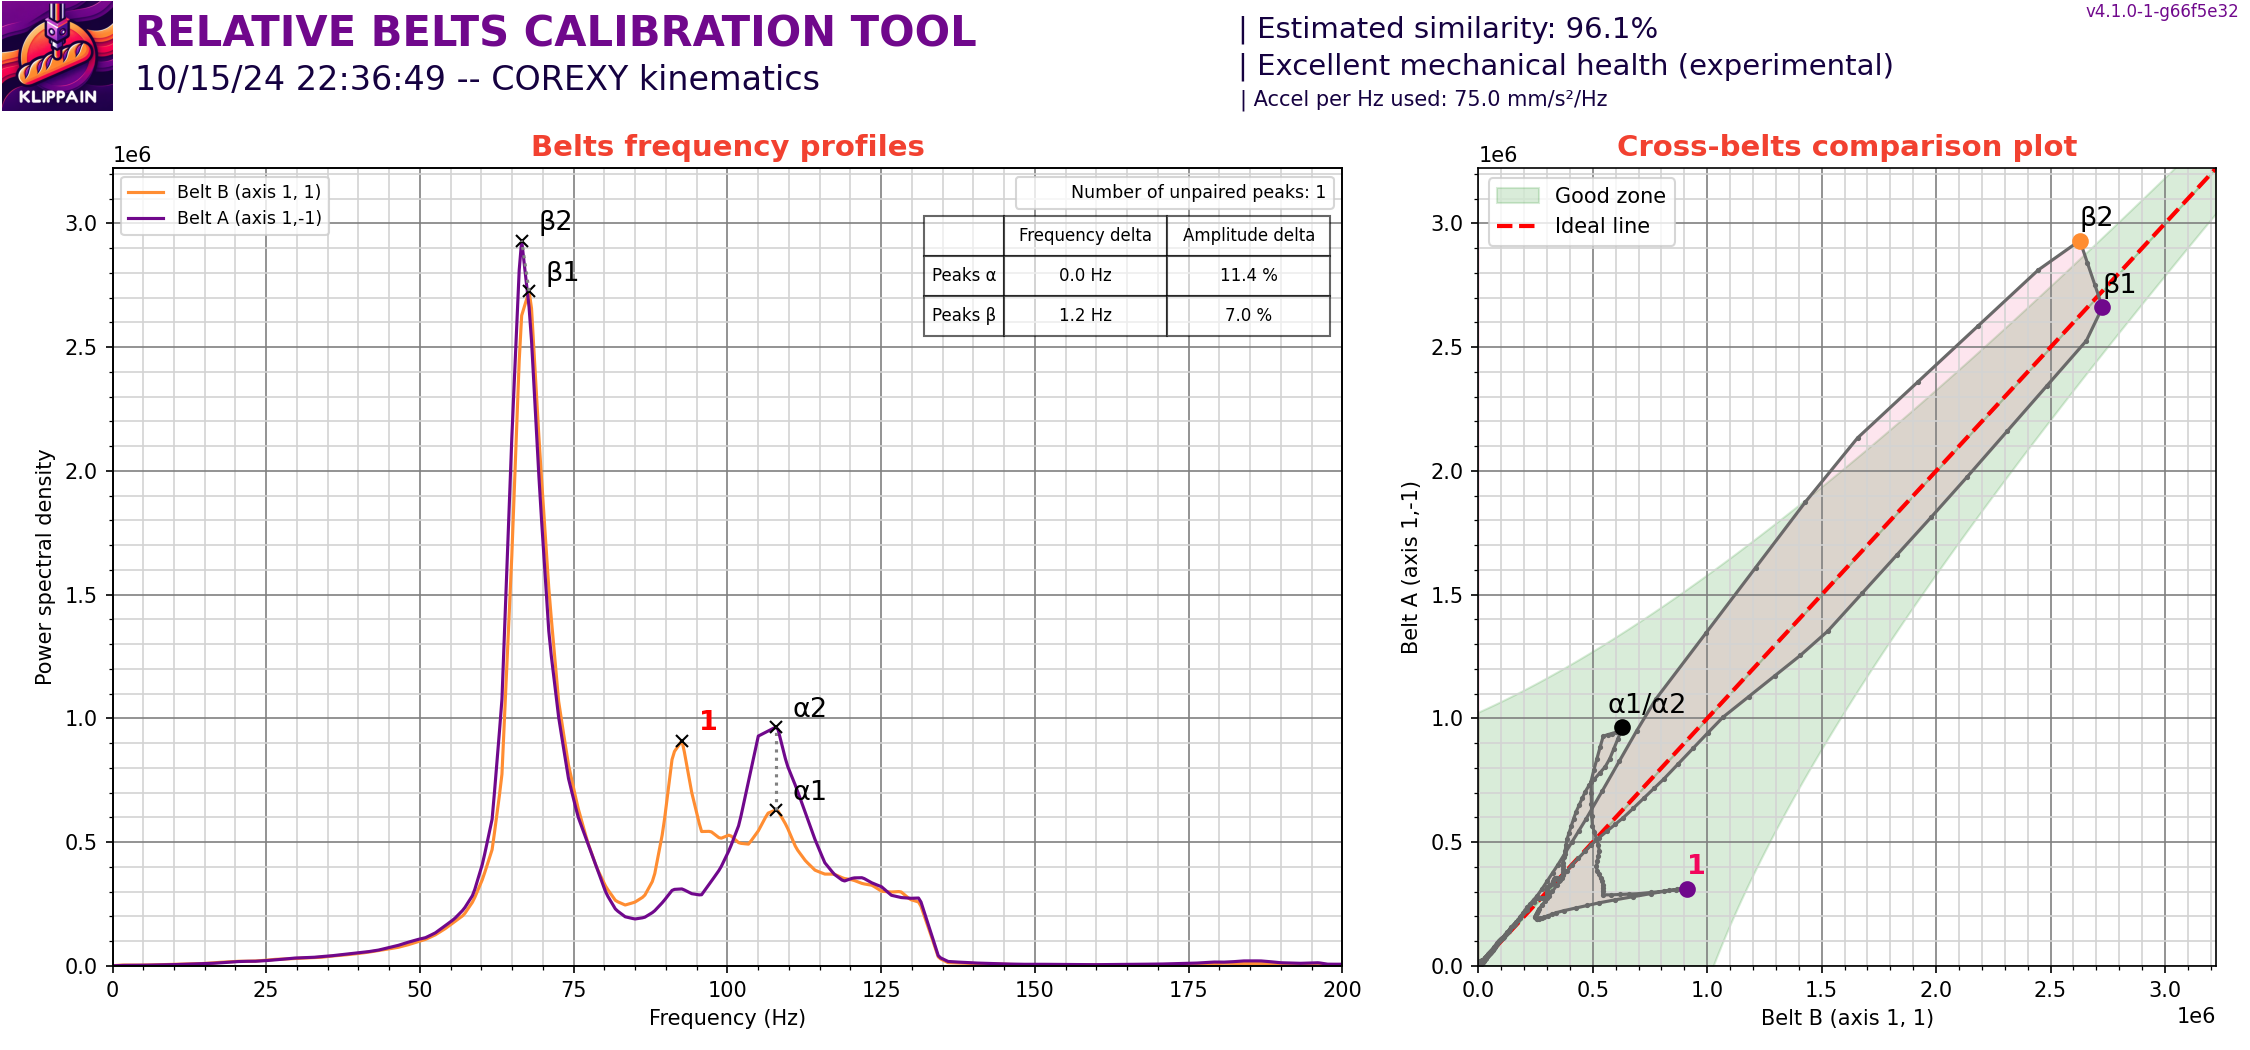 KLIPPAIN
RELATIVE BELTS CALIBRATION TOOL
10/15/24 22:36:49 -- COREXY kinematics
| Estimated similarity: 96.1%
| Excellent mechanical health (experimental)
| Accel per Hz used: 75.0 mm/s²/Hz
v4.1.0-1-g66f5e32
Belts frequency profiles
1e6
Belt B (axis 1, 1)
Belt A (axis 1,-1)
Number of unpaired peaks: 1
Frequency delta Amplitude delta
Peaks α 0.0 Hz 11.4 %
Peaks β 1.2 Hz 7.0 %
β2
β1
1
α2
α1
Power spectral density
3.0
2.5
2.0
1.5
1.0
0.5
0.0
0 25 50 75 100 125 150 175 200
Frequency (Hz)
Cross-belts comparison plot
1e6
Good zone
Ideal line
β2
β1
α1/α2
1
Belt A (axis 1,-1)
3.0
2.5
2.0
1.5
1.0
0.5
0.0
0.0 0.5 1.0 1.5 2.0 2.5 3.0
Belt B (axis 1, 1)
1e6